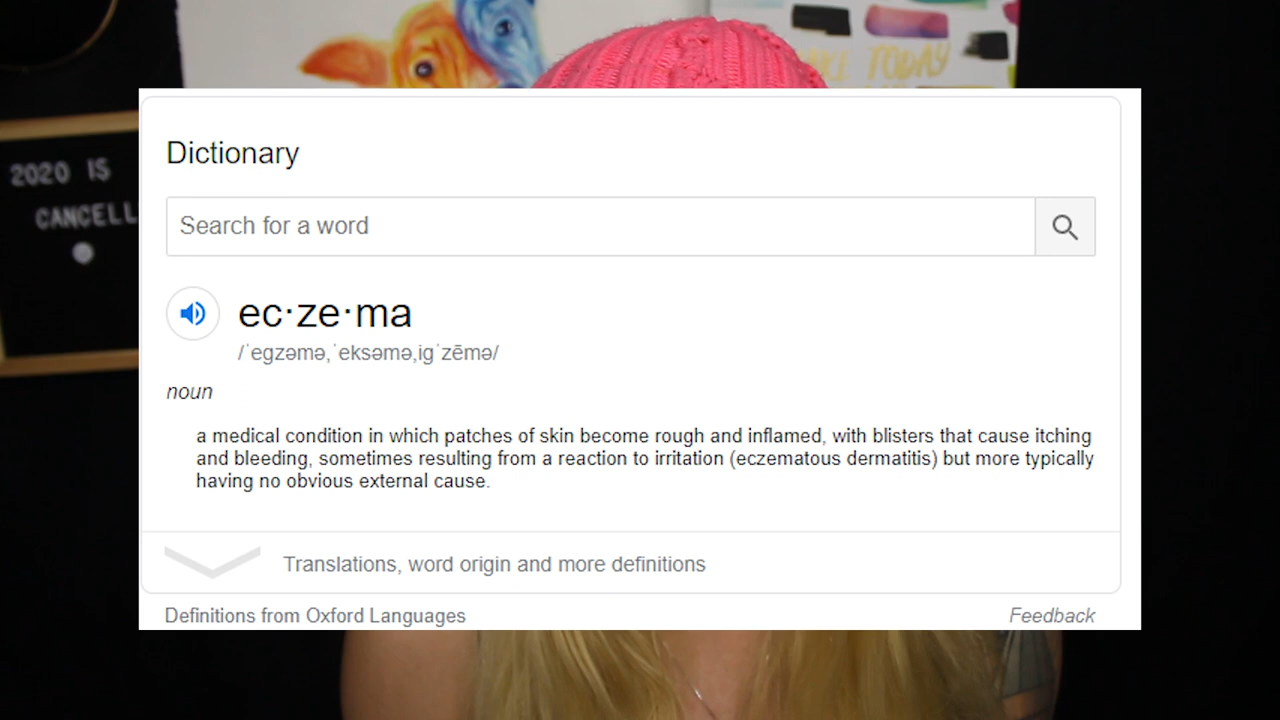 TODAY
2020 IS
CANCELL
Dictionary
Search for a word
ec·ze·ma
/ˈegzəmə,ˈeksəmə,igˈzēmə/
noun
a medical condition in which patches of skin become rough and inflamed, with blisters that cause itching
and bleeding, sometimes resulting from a reaction to irritation (eczematous dermatitis) but more typically
having no obvious external cause.
Translations, word origin and more definitions
Definitions from Oxford Languages
Feedback